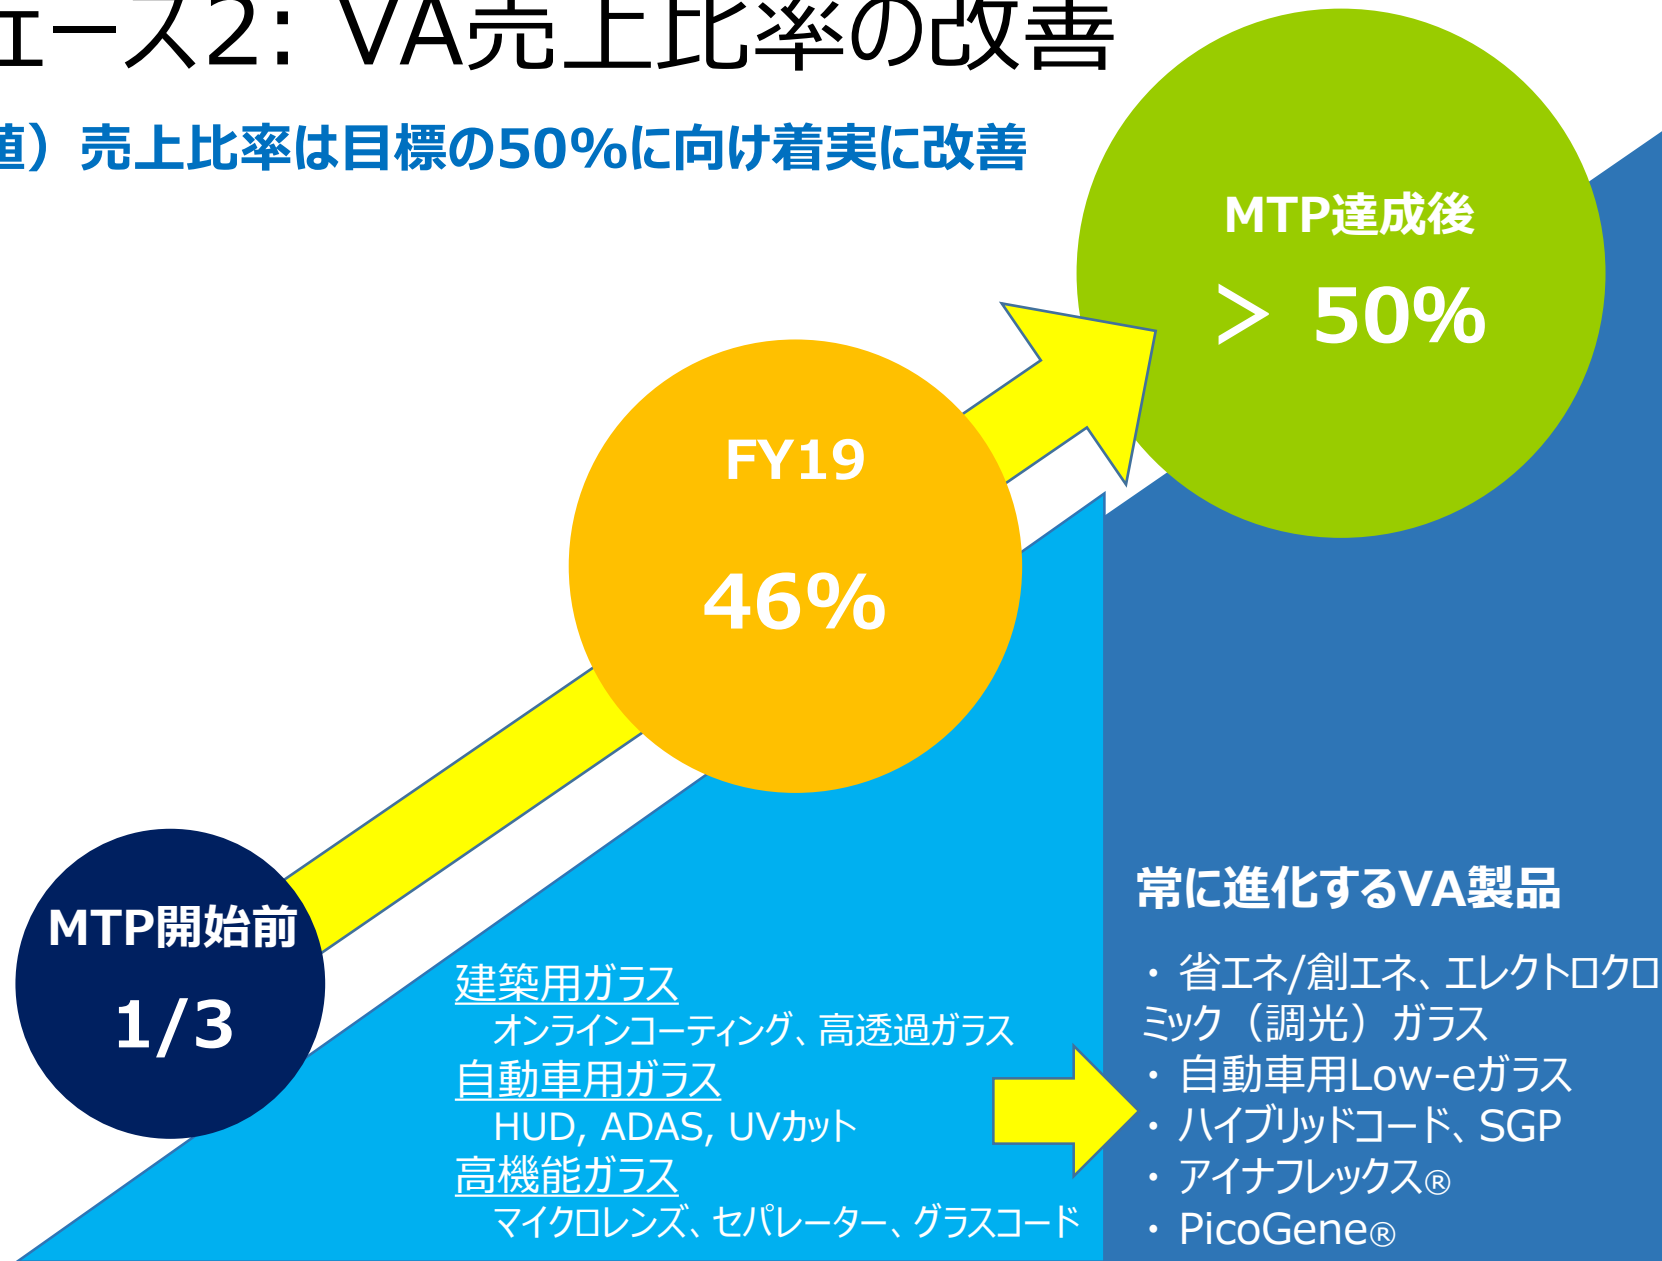 ェーズ2: VA売上比率の改善
値）売上比率は目標の50%に向け着実に改善
MTP達成後
＞ 50%
FY19
46%
MTP開始前
1/3
建築用ガラス
オンラインコーティング、高透過ガラス
自動車用ガラス
HUD, ADAS, UVカット
高機能ガラス
マイクロレンズ、セパレーター、グラスコード
常に進化するVA製品
・省エネ/創エネ、エレクトロクロ
ミック（調光）ガラス
・自動車用Low-eガラス
・ハイブリッドコード、SGP
・アイナフレックス®
・PicoGene®